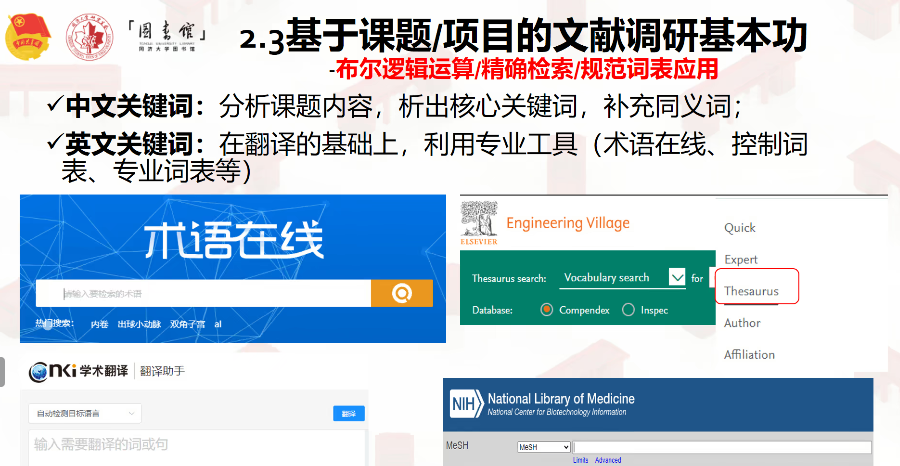 「图书馆」
同济大学图书馆
2.3基于课题/项目的文献调研基本功
-布尔逻辑运算/精确检索/规范词表应用
✓中文关键词：分析课题内容，析出核心关键词，补充同义词；
✓英文关键词：在翻译的基础上，利用专业工具（术语在线、控制词
表、专业词表等）
术语在线
请输入要检索的术语
热门搜索： 内卷 出球小动脉 双角子宫 ai
ELSEVIER
Engineering Village
Thesaurus search: Vocabulary search for
Database: Compendex Inspec
Quick
Expert
Thesaurus
Author
Affiliation
CNKI 学术翻译 | 翻译助手
自动检测目标语言 翻译
输入需要翻译的词或句
NIH National Library of Medicine
National Center for Biotechnology Information
MeSH MeSH
Limits Advanced